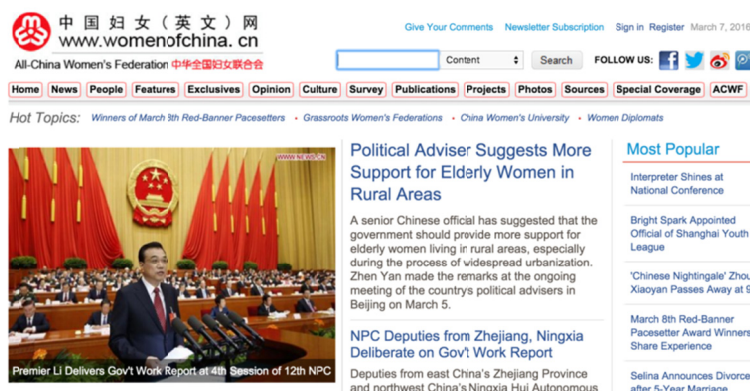 中国妇女(英文)网
www.womenofchina.cn
All-China Women's Federation 中华全国妇女联合会
Give Your Comments Newsletter Subscription Sign in Register March 7, 2016
Content Search FOLLOW US:
Home News People Features Exclusives Opinion Culture Survey Publications Projects Photos Sources Special Coverage ACWF
Hot Topics: Winners of March 8th Red-Banner Pacesetters • Grassroots Women's Federations • China Women's University • Women Diplomats
WWW.NEWS.CN
Premier Li Delivers Gov't Work Report at 4th Session of 12th NPC
Political Adviser Suggests More
Support for Elderly Women in
Rural Areas
A senior Chinese official has suggested that the
government should provide more support for
elderly women living in rural areas, especially
during the process of widespread urbanization.
Zhen Yan made the remarks at the ongoing
meeting of the countrys political advisers in
Beijing on March 5.
NPC Deputies from Zhejiang, Ningxia
Deliberate on Gov't Work Report
Deputies from east China's Zhejiang Province
and northwest China's Ningxia Hui Autonomous
Most Popular
Interpreter Shines at
National Conference
Bright Spark Appointed
Official of Shanghai Youth
League
'Chinese Nightingale' Zhou
Xiaoyan Passes Away at 9
March 8th Red-Banner
Pacesetter Award Winners
Share Experience
Selina Announces Divorce
after 5-Year Marriage